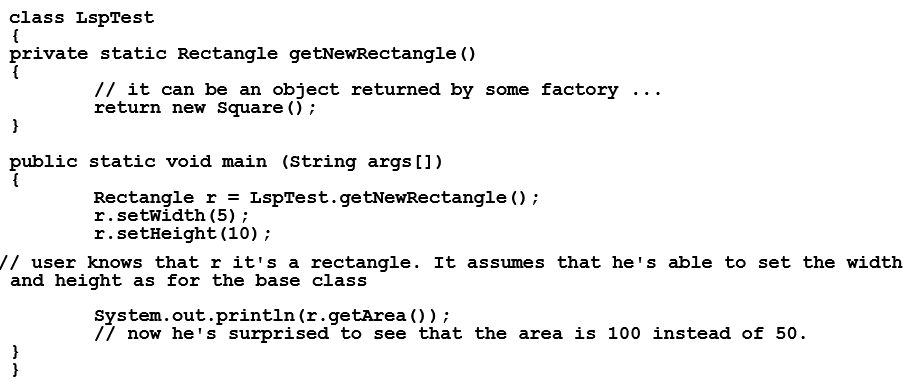 class LspTest
{
private static Rectangle getNewRectangle()
{
// it can be an object returned by some factory ...
return new Square();
}
public static void main (String args[])
{
Rectangle r = LspTest.getNewRectangle();
r.setWidth(5);
r.setHeight(10);
// user knows that r it's a rectangle. It assumes that he's able to set the width
and height as for the base class
System.out.println(r.getArea());
// now he's surprised to see that the area is 100 instead of 50.
}
}